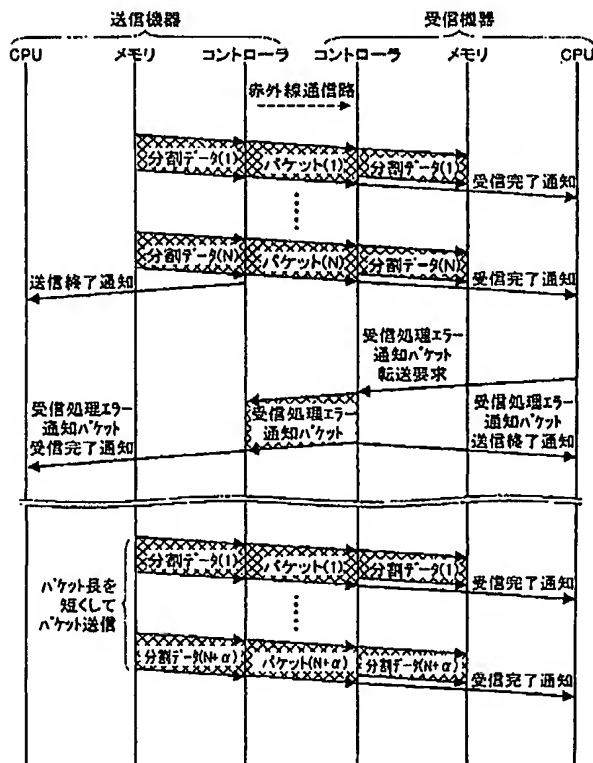 送信機器
受信機器
CPU
メモリ
コントローラ
コントローラ
メモリ
CPU
赤外線通信路
分割データ(1)
パケット(1)
分割データ(1)
受信完了通知
分割データ(N)
パケット(N)
分割データ(N)
送信終了通知
受信完了通知
受信処理エラー
通知パケット
転送要求
受信処理エラー
通知パケット
受信完了通知
受信処理エラー
通知パケット
受信処理エラー
通知パケット
送信終了通知
パケット長を
短くして
パケット送信
分割データ(1)
パケット(1)
分割データ(1)
受信完了通知
分割データ(N+α)
パケット(N+α)
分割データ(N+α)
受信完了通知